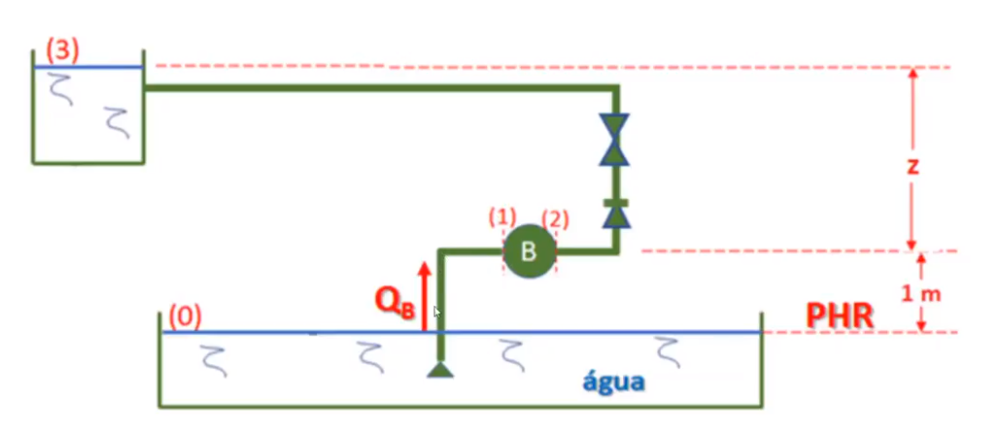 (3)
z
(1)
(2)
B
1 m
Q_B
PHR
(0)
água